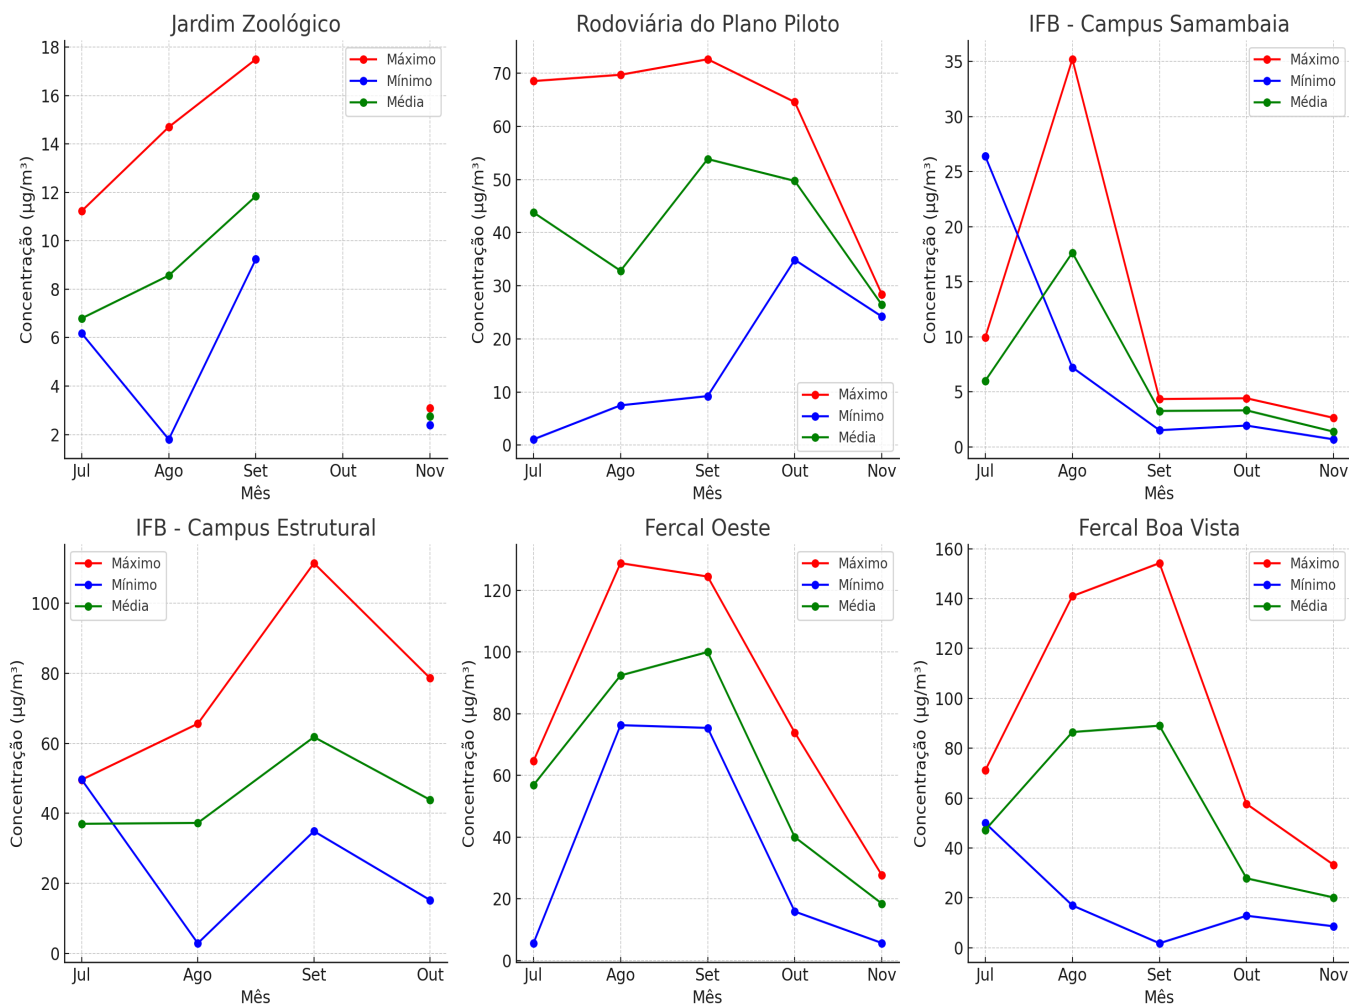 Jardim Zoológico
Concentração (µg/m³)
18
16
14
12
10
8
6
4
2
Máximo
Mínimo
Média
Jul Ago Set Out Nov
Mês
Rodoviária do Plano Piloto
Concentração (µg/m³)
70
60
50
40
30
20
10
0
Máximo
Mínimo
Média
Jul Ago Set Out Nov
Mês
IFB - Campus Samambaia
Concentração (µg/m³)
35
30
25
20
15
10
5
0
Máximo
Mínimo
Média
Jul Ago Set Out Nov
Mês
IFB - Campus Estrutural
Concentração (µg/m³)
100
80
60
40
20
0
Máximo
Mínimo
Média
Jul Ago Set Out
Mês
Fercal Oeste
Concentração (µg/m³)
120
100
80
60
40
20
0
Máximo
Mínimo
Média
Jul Ago Set Out Nov
Mês
Fercal Boa Vista
Concentração (µg/m³)
160
140
120
100
80
60
40
20
0
Máximo
Mínimo
Média
Jul Ago Set Out Nov
Mês